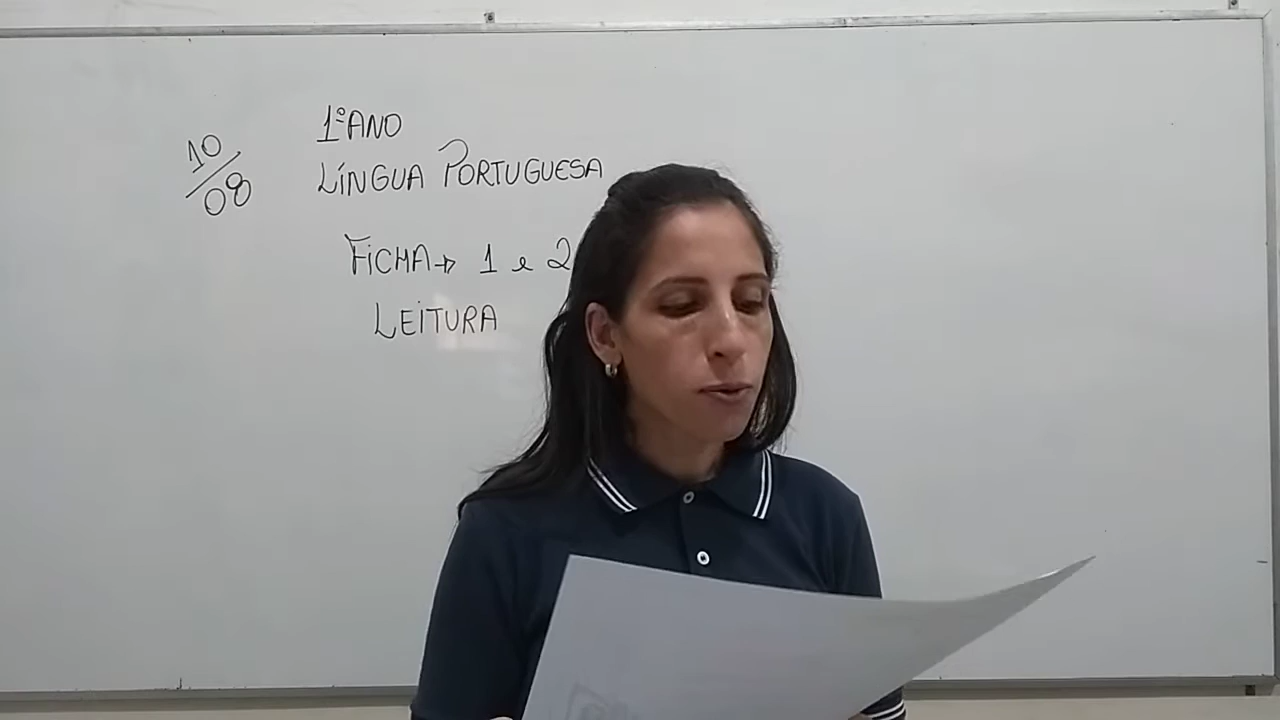 10/08
1º ANO
LÍNGUA PORTUGUESA
FICHA → 1 e 2
LEITURA